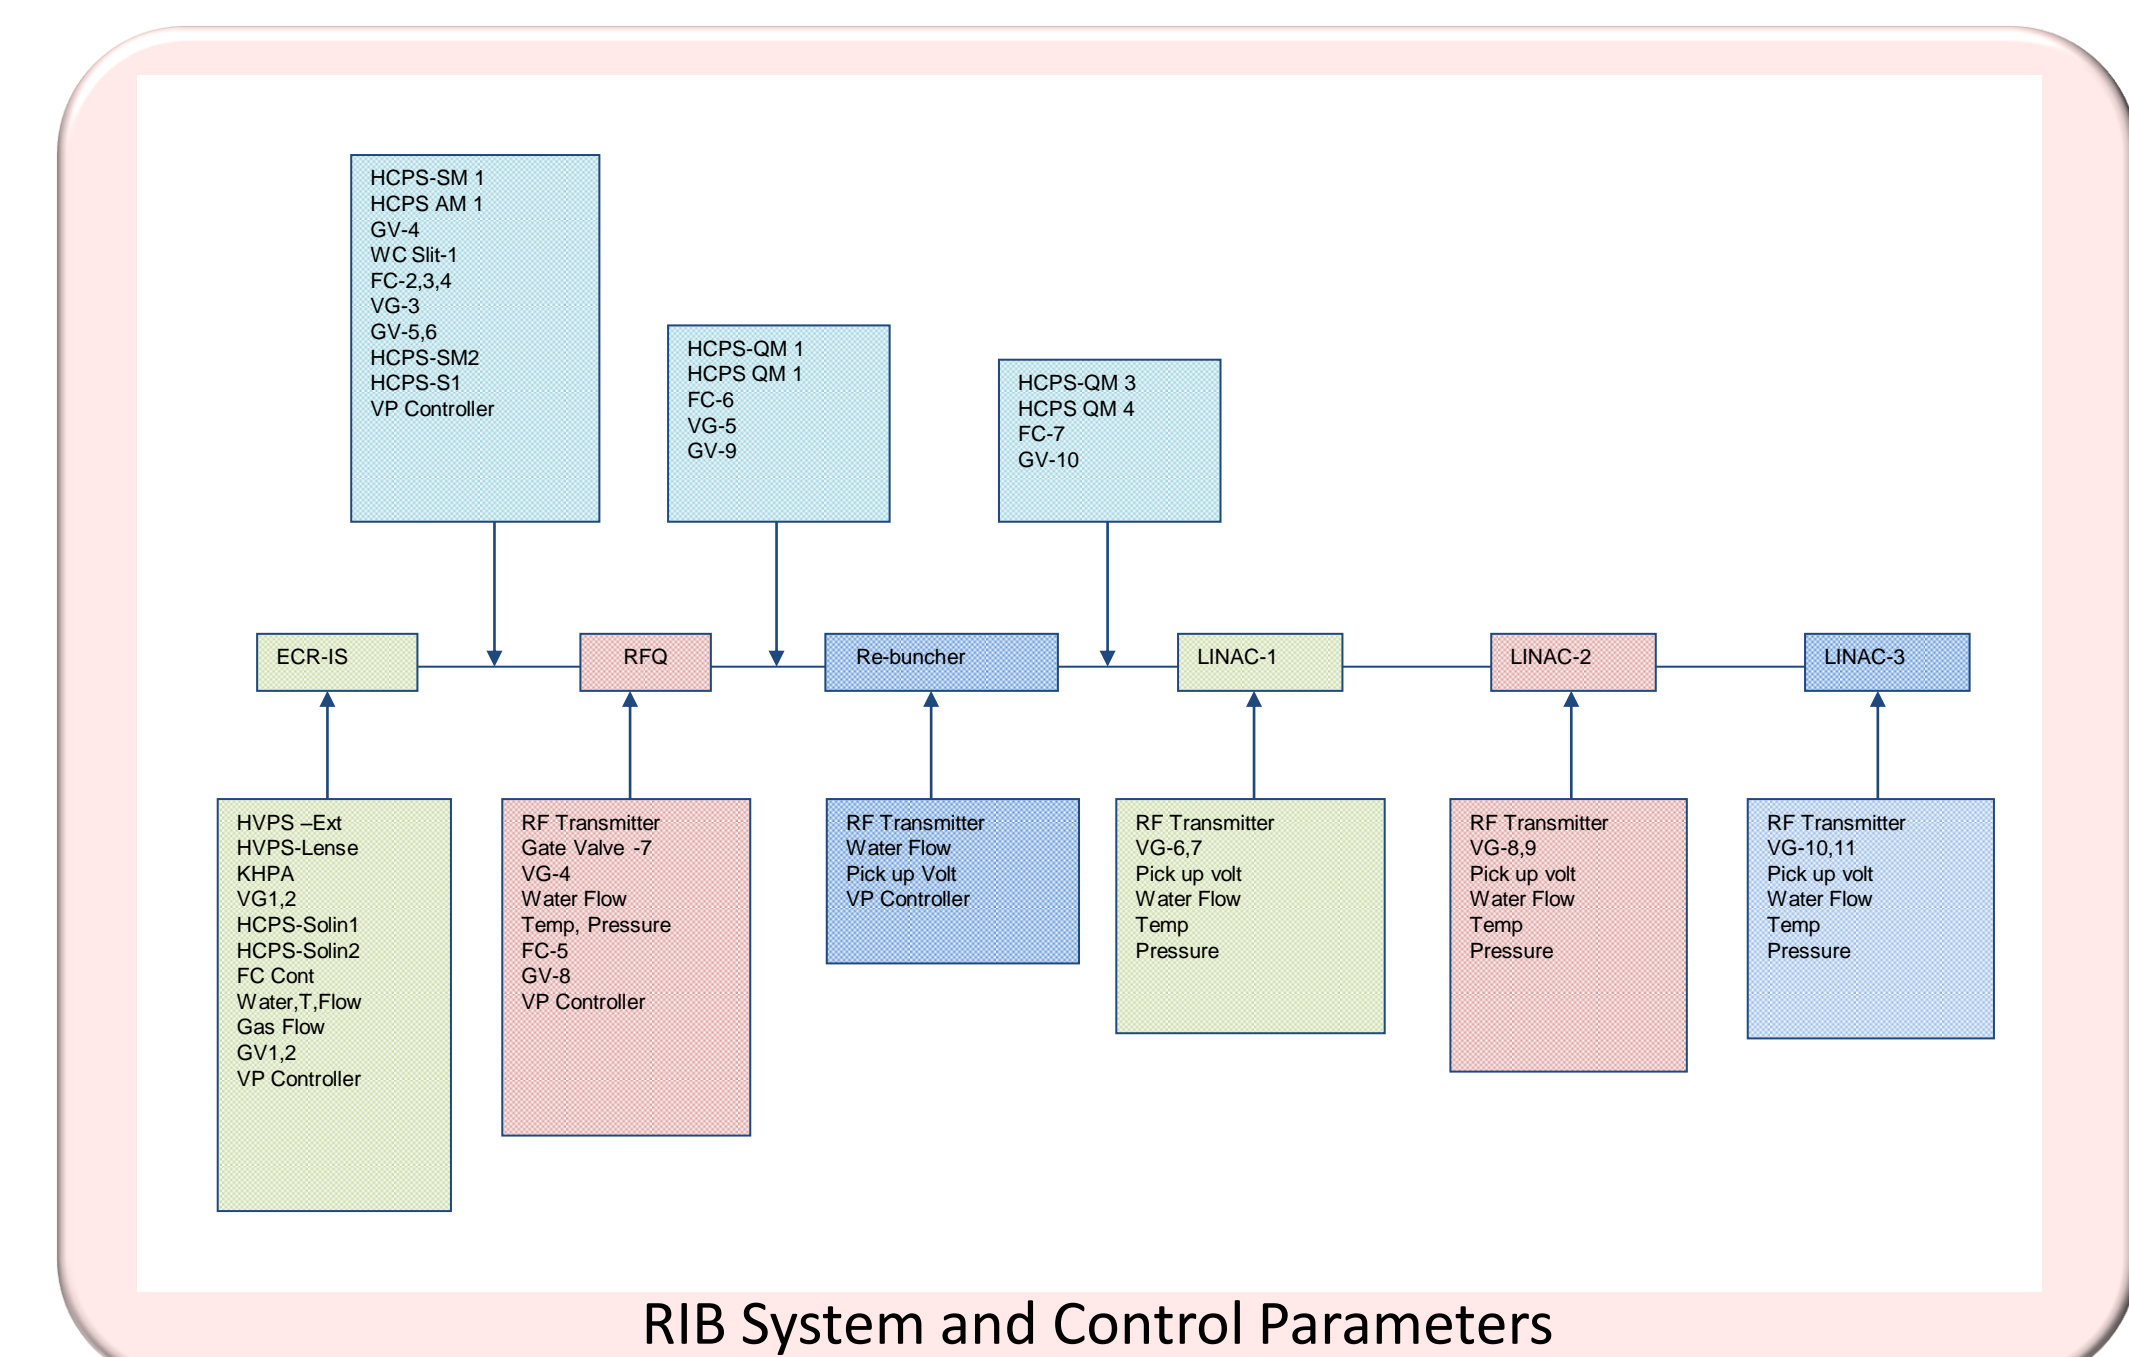 HCPS-SM 1
HCPS AM 1
GV-4
WC Slit-1
FC-2,3,4
VG-3
GV-5,6
HCPS-SM2
HCPS-S1
VP Controller
HCPS-QM 1
HCPS QM 1
FC-6
VG-5
GV-9
HCPS-QM 3
HCPS QM 4
FC-7
GV-10
ECR-IS
RFQ
Re-buncher
LINAC-1
LINAC-2
LINAC-3
HVPS –Ext
HVPS-Lense
KHPA
VG1,2
HCPS-Solin1
HCPS-Solin2
FC Cont
Water,T,Flow
Gas Flow
GV1,2
VP Controller
RF Transmitter
Gate Valve -7
VG-4
Water Flow
Temp, Pressure
FC-5
GV-8
VP Controller
RF Transmitter
Water Flow
Pick up Volt
VP Controller
RF Transmitter
VG-6,7
Pick up volt
Water Flow
Temp
Pressure
RF Transmitter
VG-8,9
Pick up volt
Water Flow
Temp
Pressure
RF Transmitter
VG-10,11
Pick up volt
Water Flow
Temp
Pressure
RIB System and Control Parameters